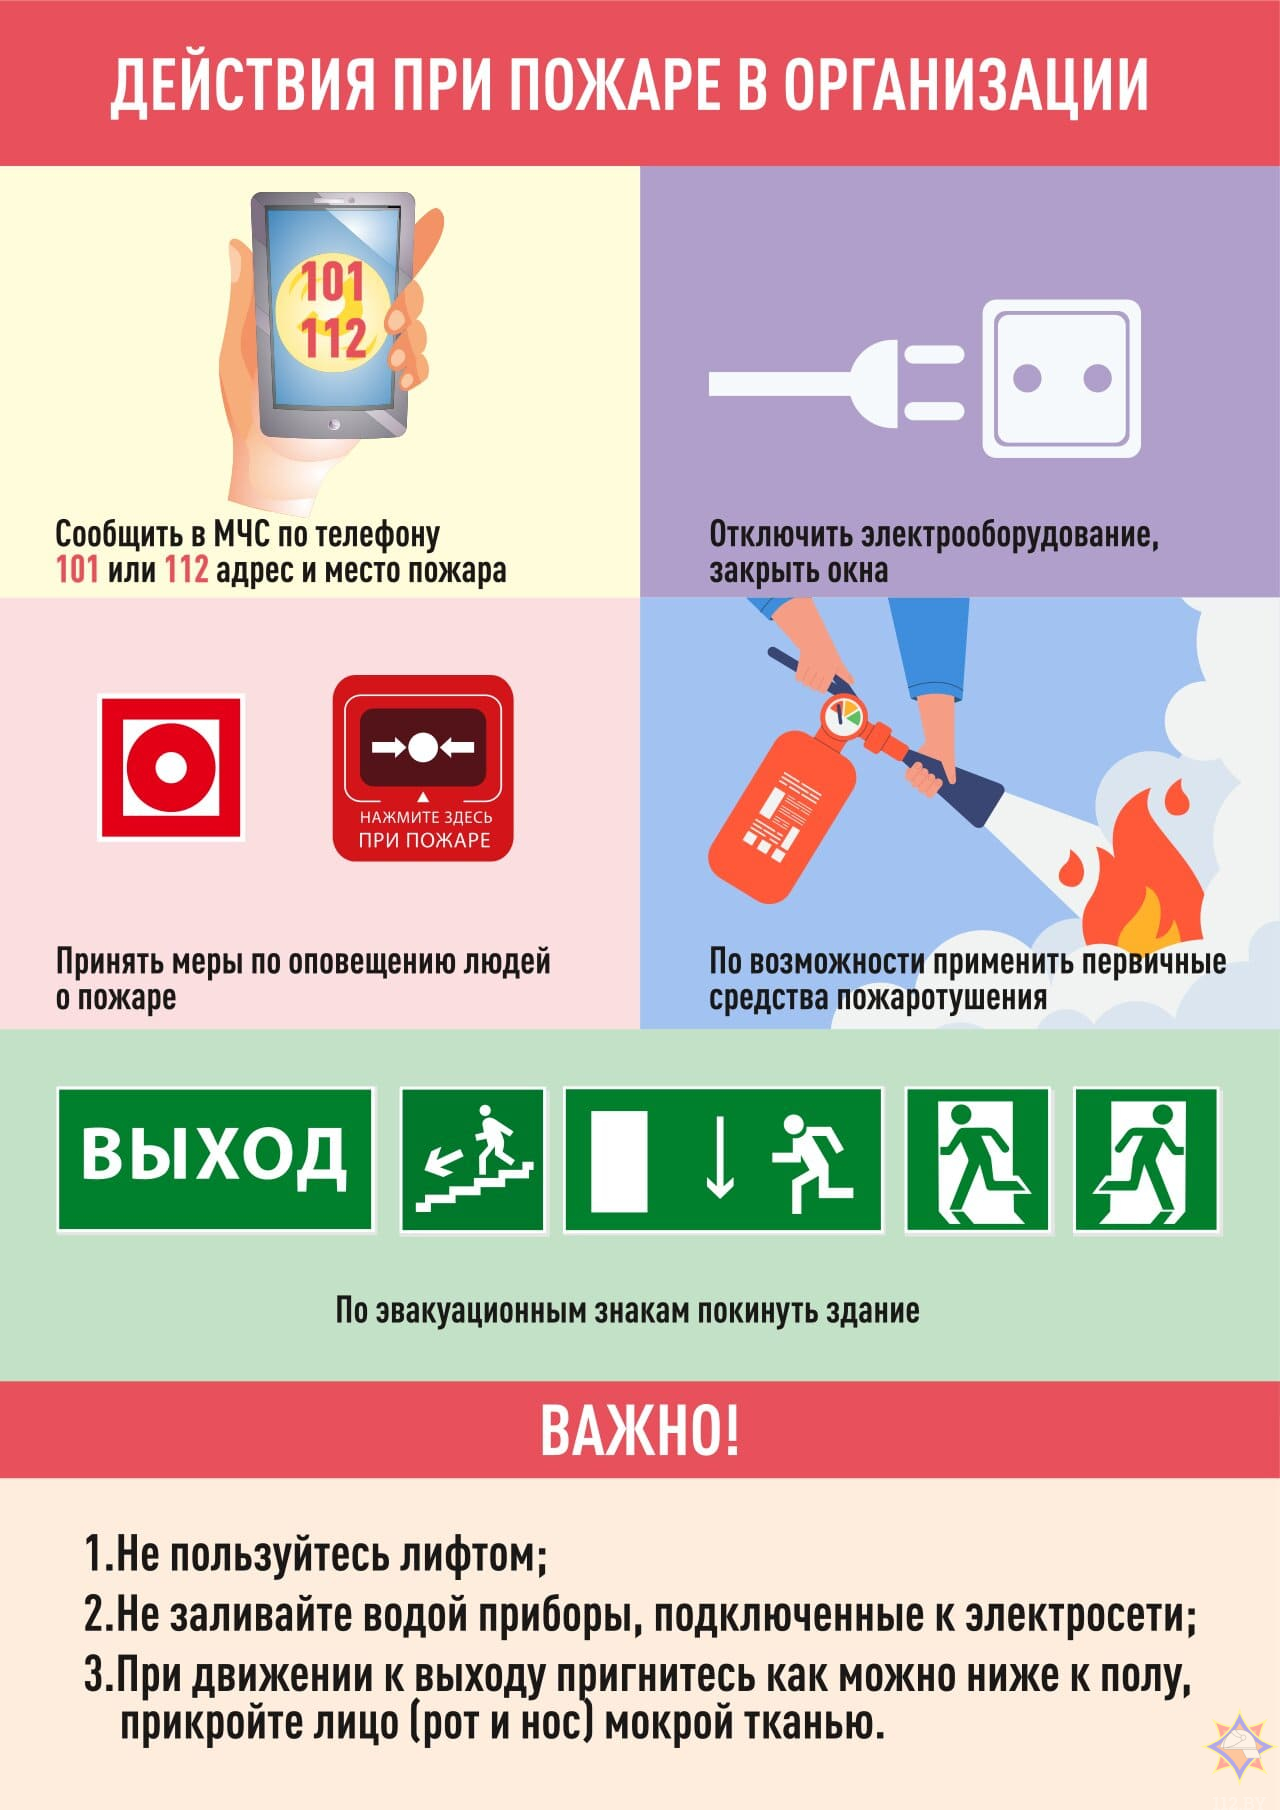 ДЕЙСТВИЯ ПРИ ПОЖАРЕ В ОРГАНИЗАЦИИ
101
112
Сообщить в МЧС по телефону
101 или 112 адрес и место пожара
Отключить электрооборудование,
закрыть окна
НАЖМИТЕ ЗДЕСЬ
ПРИ ПОЖАРЕ
Принять меры по оповещению людей
о пожаре
По возможности применить первичные
средства пожаротушения
ВЫХОД
По эвакуационным знакам покинуть здание
ВАЖНО!
1.Не пользуйтесь лифтом;
2.Не заливайте водой приборы, подключенные к электросети;
3.При движении к выходу пригнитесь как можно ниже к полу,
прикройте лицо (рот и нос) мокрой тканью.